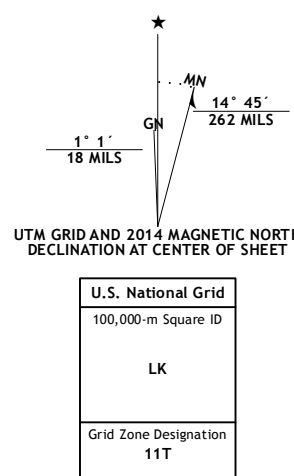 MN
GN
14° 45´
262 MILS
1° 1´
18 MILS
UTM GRID AND 2014 MAGNETIC NORT
DECLINATION AT CENTER OF SHEET
U.S. National Grid
100,000-m Square ID
LK
Grid Zone Designation
11T